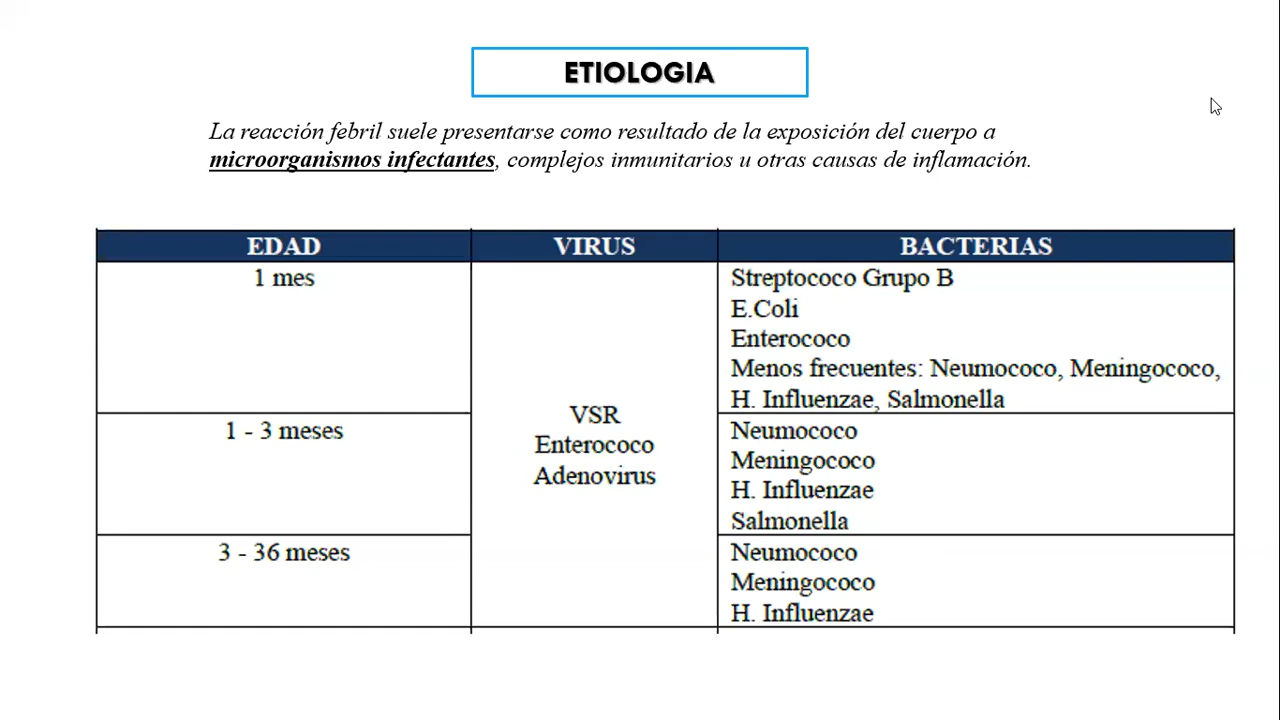 ETIOLOGIA
La reacción febril suele presentarse como resultado de la exposición del cuerpo a
microorganismos infectantes, complejos inmunitarios u otras causas de inflamación.
EDAD VIRUS BACTERIAS
1 mes
Streptococo Grupo B
E.Coli
Enterococo
Menos frecuentes: Neumococo, Meningococo,
H. Influenzae, Salmonella
VSR
Enterococo
Adenovirus
1 - 3 meses
Neumococo
Meningococo
H. Influenzae
Salmonella
3 - 36 meses
Neumococo
Meningococo
H. Influenzae